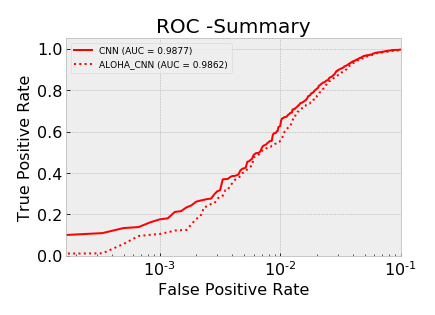 ROC -Summary
CNN (AUC = 0.9877)
ALOHA_CNN (AUC = 0.9862)
True Positive Rate
1.0
0.8
0.6
0.4
0.2
0.0
10⁻³
10⁻²
10⁻¹
False Positive Rate